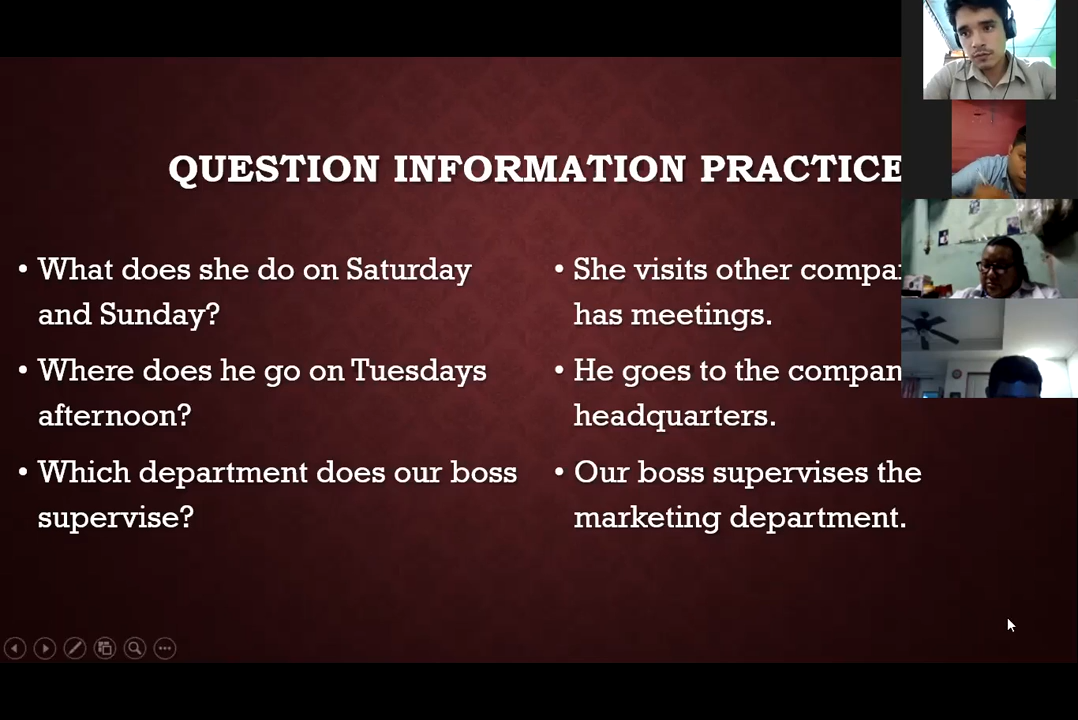 QUESTION INFORMATION PRACTICE
• What does she do on Saturday
and Sunday?
• Where does he go on Tuesdays
afternoon?
• Which department does our boss
supervise?
• She visits other
has meetings.
• He goes to the
headquarters.
• Our boss supervises the
marketing department.